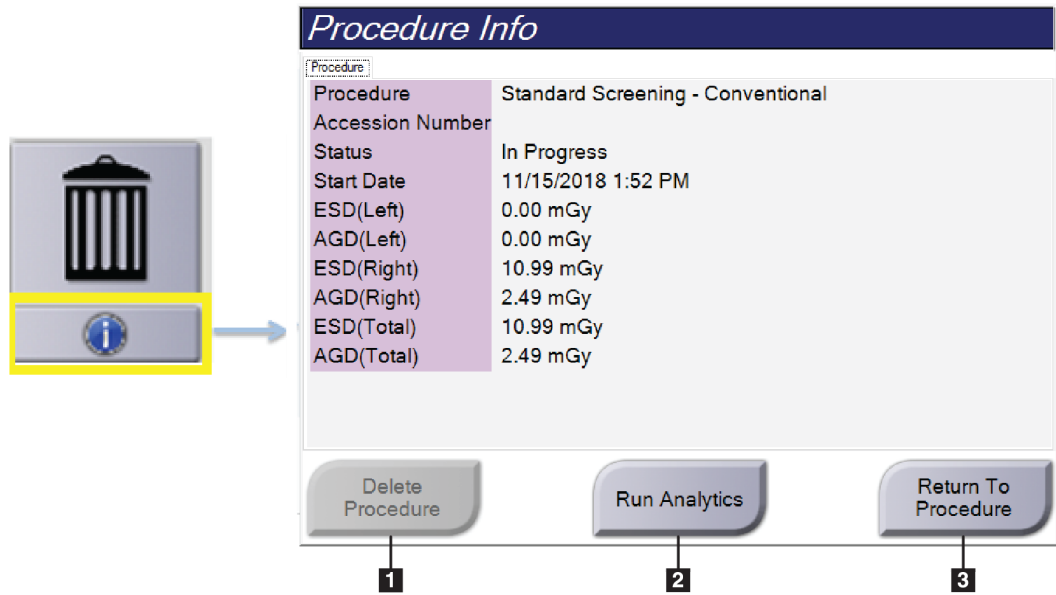 Procedure Info
Procedure
Procedure Standard Screening - Conventional
Accession Number
Status In Progress
Start Date 11/15/2018 1:52 PM
ESD(Left) 0.00 mGy
AGD(Left) 0.00 mGy
ESD(Right) 10.99 mGy
AGD(Right) 2.49 mGy
ESD(Total) 10.99 mGy
AGD(Total) 2.49 mGy
Delete
Procedure
Run Analytics
Return To
Procedure
1 2 3